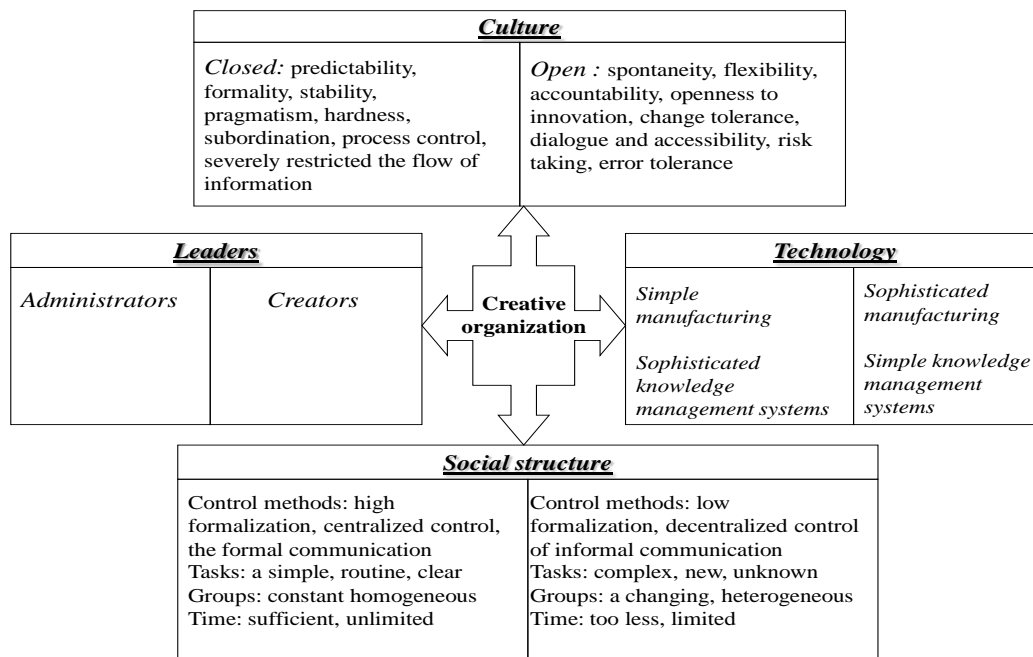 Culture
Closed: predictability,
formality, stability,
pragmatism, hardness,
subordination, process control,
severely restricted the flow of
information
Open : spontaneity, flexibility,
accountability, openness to
innovation, change tolerance,
dialogue and accessibility, risk
taking, error tolerance
Leaders
Administrators
Creators
Creative
organization
Technology
Simple
manufacturing
Sophisticated
knowledge
management systems
Sophisticated
manufacturing
Simple knowledge
management
systems
Social structure
Control methods: high
formalization, centralized control,
the formal communication
Tasks: a simple, routine, clear
Groups: constant homogeneous
Time: sufficient, unlimited
Control methods: low
formalization, decentralized control
of informal communication
Tasks: complex, new, unknown
Groups: a changing, heterogeneous
Time: too less, limited